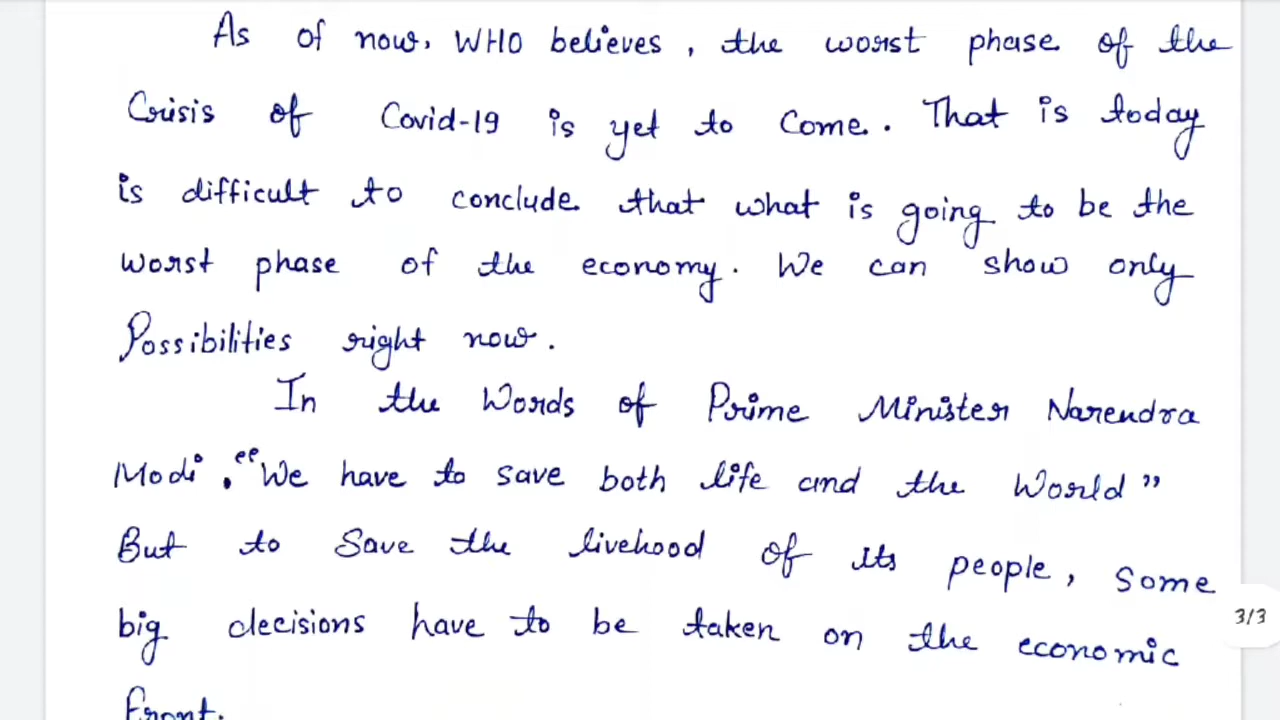 As of now, WHO believes, the worst phase of the
Crisis of Covid-19 is yet to Come. That is today
is difficult to conclude that what is going to be the
worst phase of the economy. We can show only
Possibilities right now.
In the Words of Prime Minister Narendra
Modi, "We have to save both life and the World"
But to Save the livehood of its people, Some
big decisions have to be taken on the economic
3/3
front.